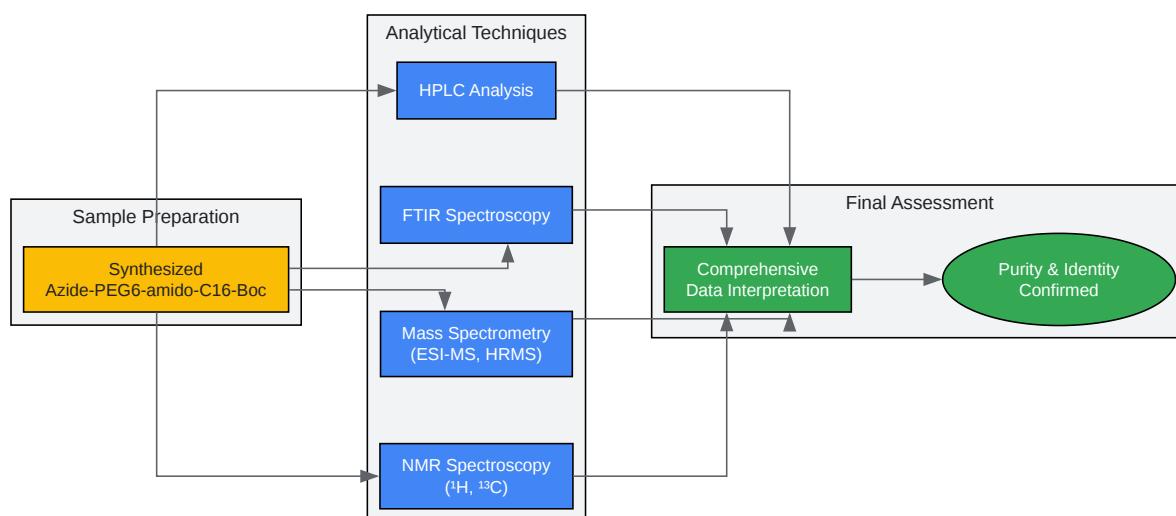 Sample Preparation
Synthesized
Azide-PEG6-amido-C16-Boc
Analytical Techniques
HPLC Analysis
FTIR Spectroscopy
Mass Spectrometry
(ESI-MS, HRMS)
NMR Spectroscopy
(¹H, ¹³C)
Final Assessment
Comprehensive
Data Interpretation
Purity & Identity
Confirmed